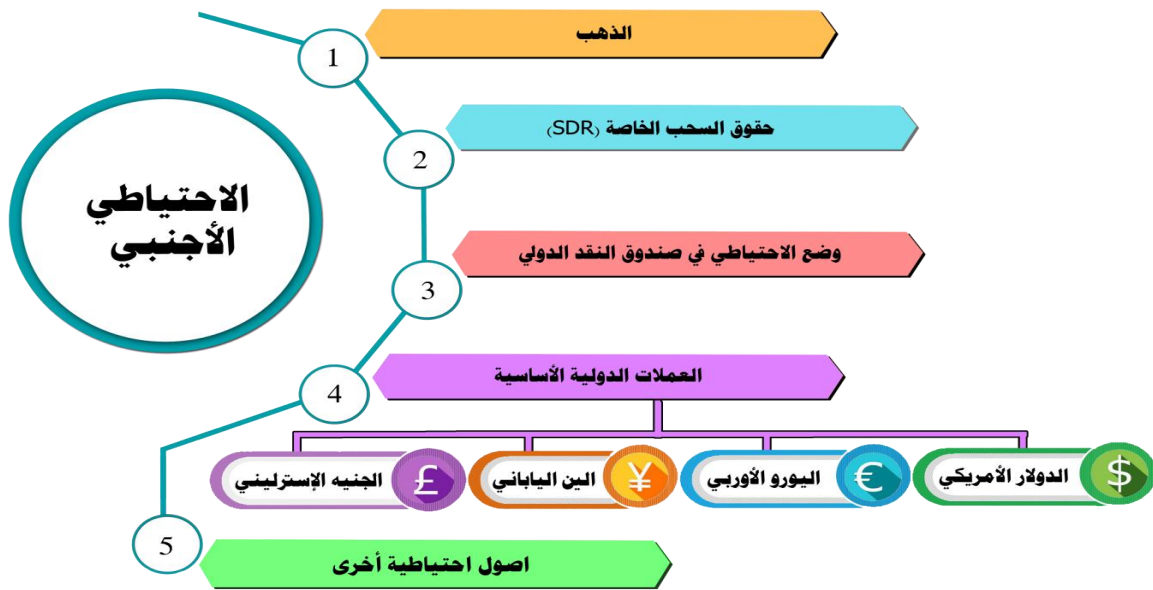 الاحتياطي
الأجنبي
1
الذهب
2
حقوق السحب الخاصة (SDR)
3
وضع الاحتياطي في صندوق النقد الدولي
4
العملات الدولية الأساسية
الدولار الأمريكي $
اليورو الأوربي €
الين الياباني ¥
الجنيه الإسترليني £
5
اصول احتياطية أخرى